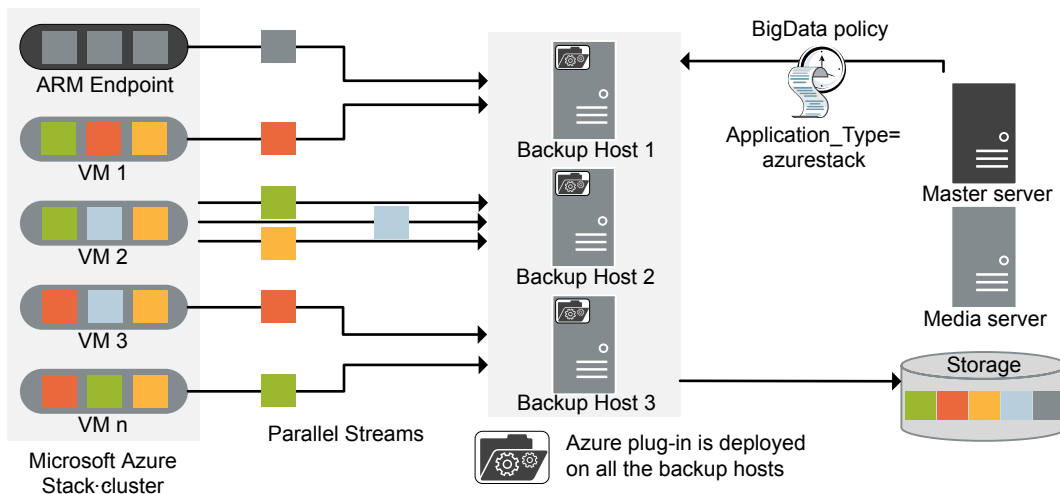 ARM Endpoint
VM 1
VM 2
VM 3
VM n
Microsoft Azure
Stack·cluster
Parallel Streams
Backup Host 1
Backup Host 2
Backup Host 3
Azure plug-in is deployed
on all the backup hosts
BigData policy
Application_Type=
azurestack
Master server
Media server
Storage